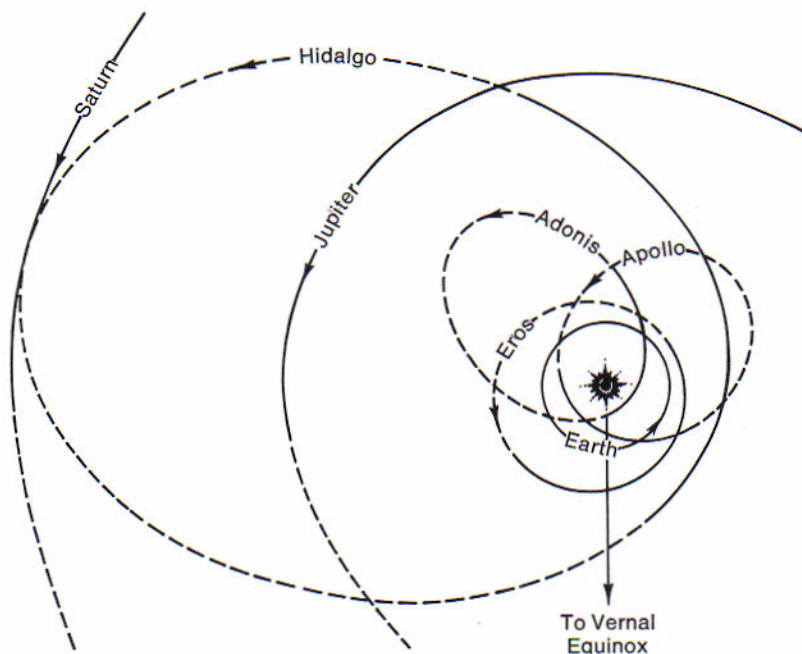 Hidalgo
Saturn
Jupiter
Adonis
Apollo
Eros
Earth
To Vernal
Equinox